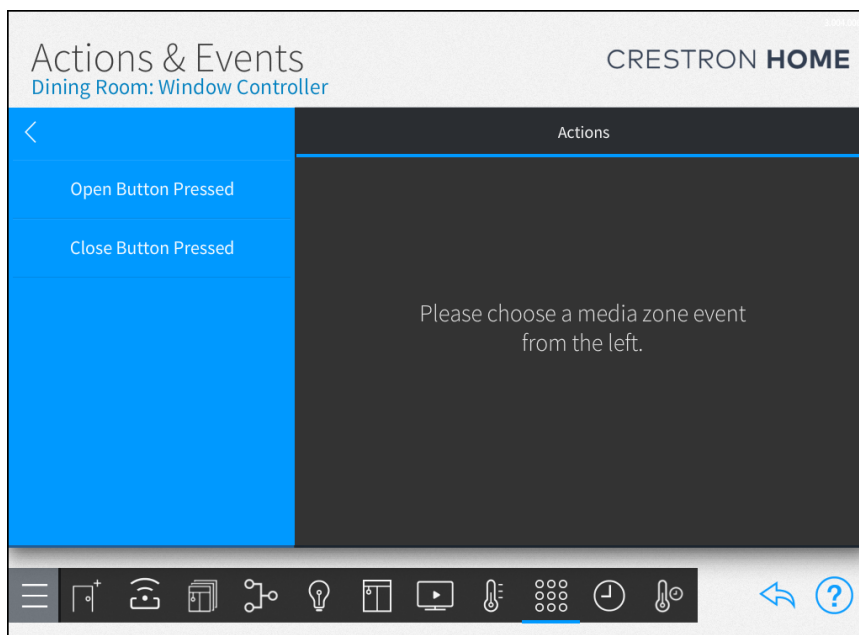 Actions & Events
CRESTRON HOME
Dining Room: Window Controller
Actions
Open Button Pressed
Close Button Pressed
Please choose a media zone event
from the left.
?